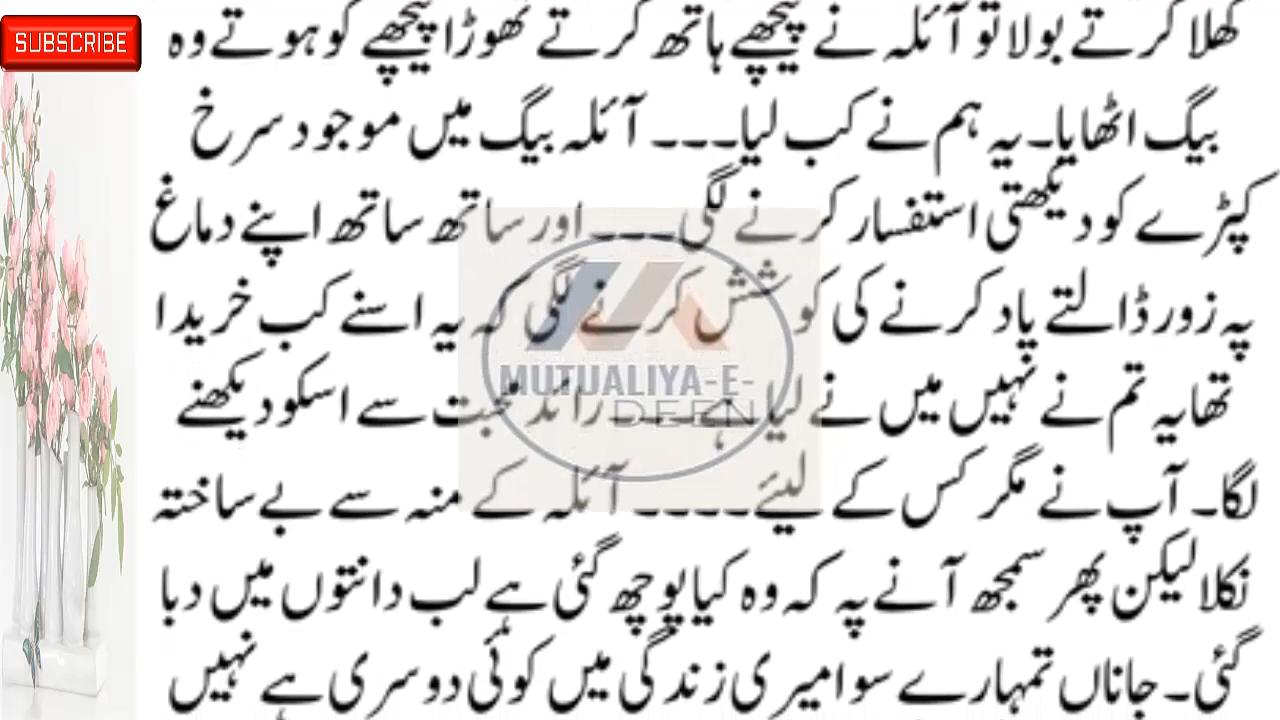 SUBSCRIBE
کھلا کرتے بولا تو آئلہ نے پیچھے ہاتھ کرتے تھوڑا پیچھے کو ہوتے وہ
بیگ اٹھایا۔ یہ ہم نے کب لیا۔۔۔ آئلہ بیگ میں موجود سرخ
کپڑے کو دیکھتی استفسار کرنے لگی۔۔۔ اور ساتھ ساتھ اپنے دماغ
پہ زور ڈالتے یاد کرنے کی کوشش کرنے لگی کہ یہ اسنے کب خریدا
تھا یہ تم نے نہیں میں نے لیا ہے۔۔۔ رائد محبت سے اسکو دیکھنے
لگا۔ آپ نے مگر کس کے لیئے۔۔۔۔۔ آئلہ کے منہ سے بے ساختہ
نکلا لیکن پھر سمجھ آنے پہ کہ وہ کیا پوچھ گئی ہے لب دانتوں میں دبا
گئی۔ جاناں تمہارے سوا میری زندگی میں کوئی دوسری ہے نہیں
MUTUALIYA-E-
DEEN